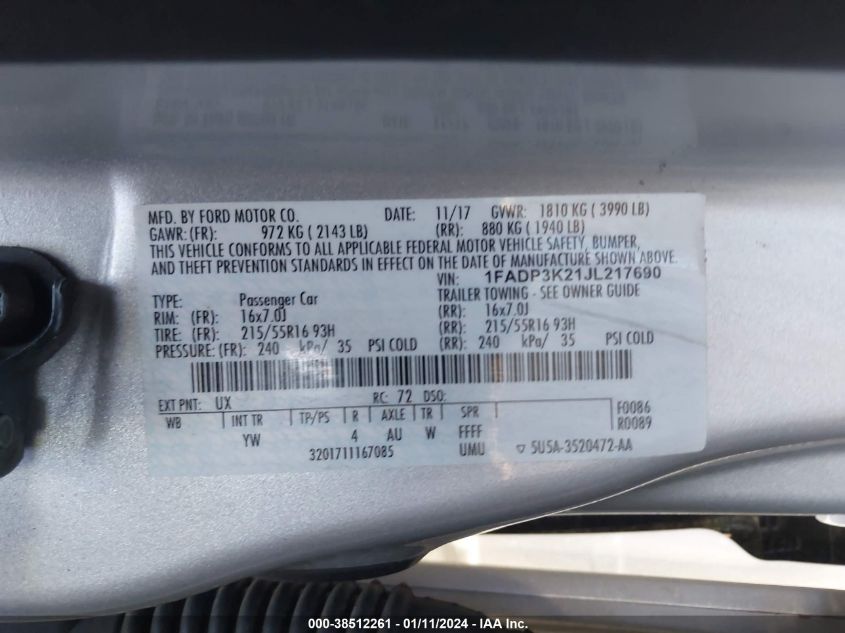 MFD. BY FORD MOTOR CO. DATE: 11/17 GVWR: 1810 KG ( 3990 LB)
GAWR: (FR): 972 KG ( 2143 LB) (RR): 880 KG ( 1940 LB)
THIS VEHICLE CONFORMS TO ALL APPLICABLE FEDERAL MOTOR VEHICLE SAFETY, BUMPER,
AND THEFT PREVENTION STANDARDS IN EFFECT ON THE DATE OF MANUFACTURE SHOWN ABOVE.
VIN: 1FADP3K21JL217690
TYPE: Passenger Car TRAILER TOWING - SEE OWNER GUIDE
RIM: (FR): 16x7.0J (RR): 16x7.0J
TIRE: (FR): 215/55R16 93H (RR): 215/55R16 93H
PRESSURE: (FR): 240 kPa/ 35 PSI COLD (RR): 240 kPa/ 35 PSI COLD
EXT PNT: UX RC: 72 DSO: F0086
WB INT TR TP/PS R AXLE TR SPR R0089
YW 4 AU W FFFF
3201711167085 UMU ▽ 5U5A-3520472-AA
000-38512261 - 01/11/2024 - IAA Inc.